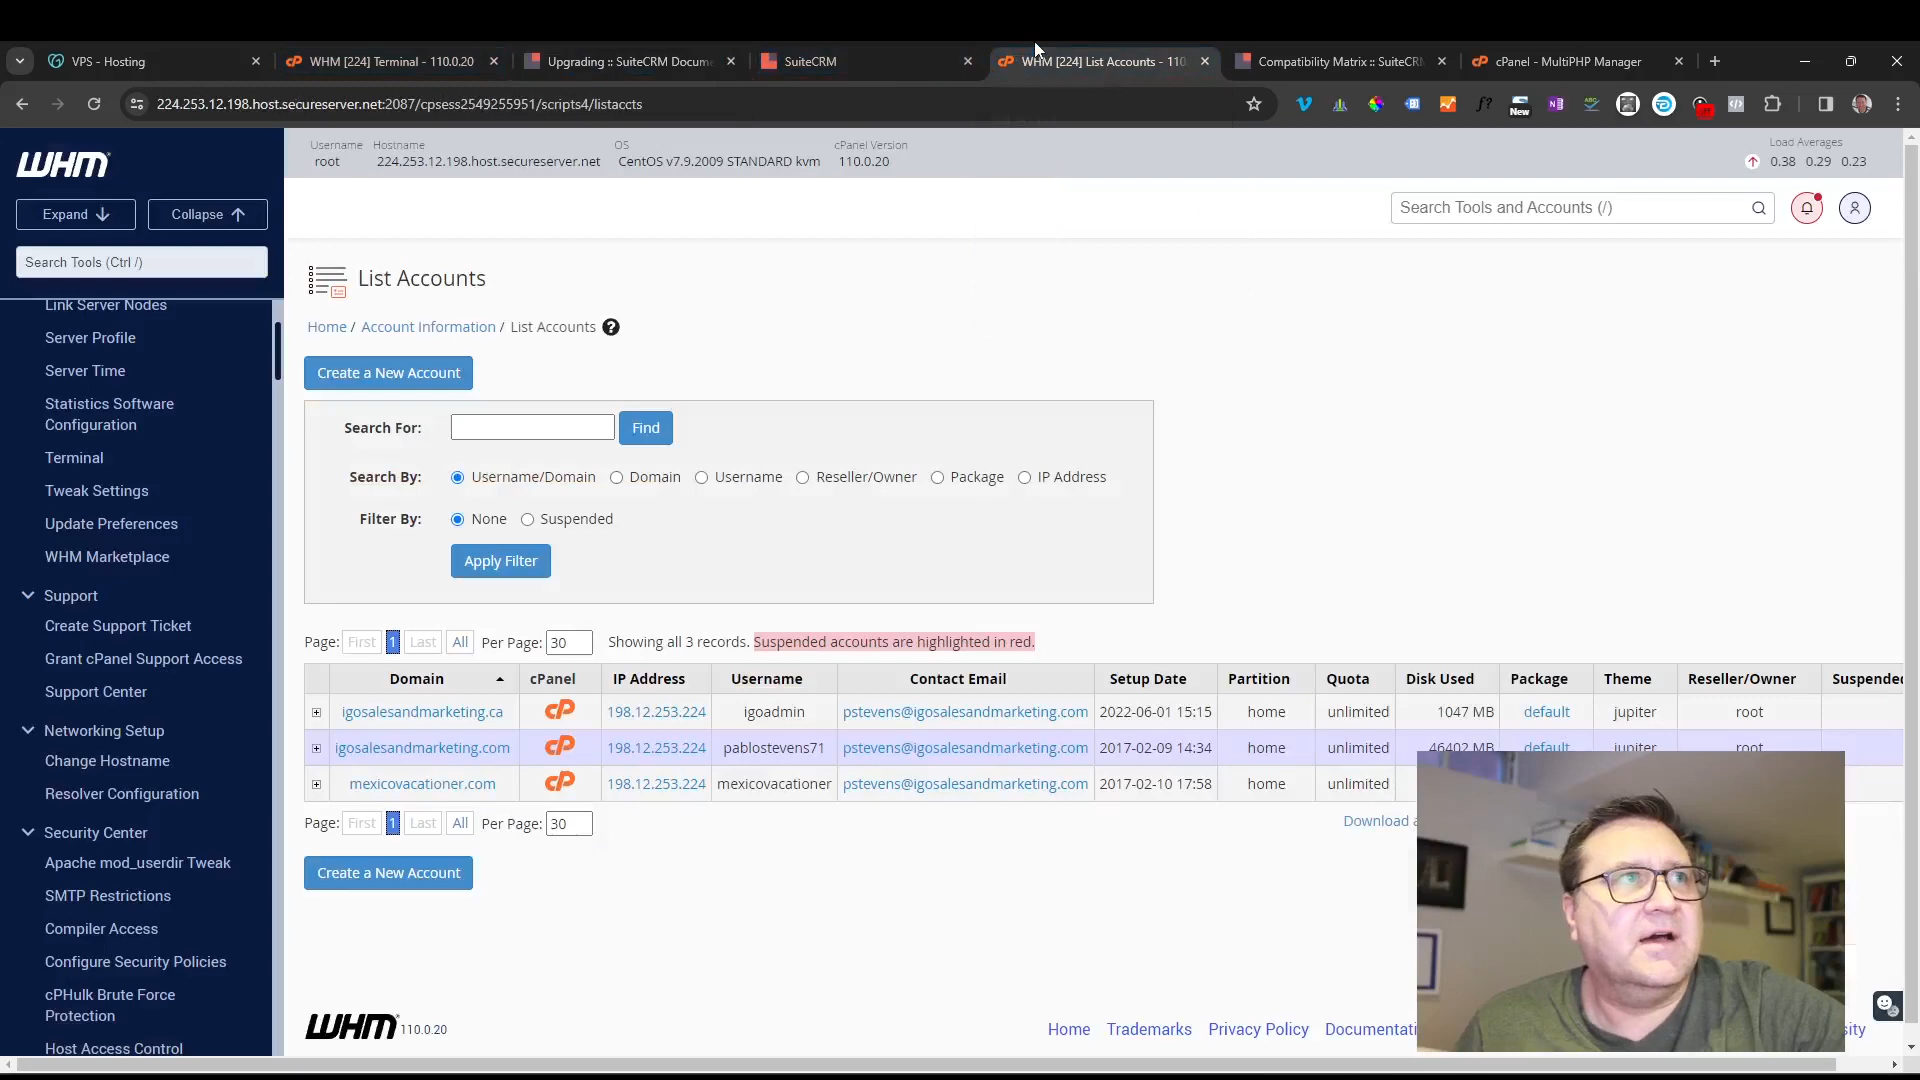 VPS - Hosting
WHM [224] Terminal - 110.0.20
Upgrading :: SuiteCRM Docume
SuiteCRM
WHM [224] List Accounts - 110
Compatibility Matrix :: SuiteCR
cPanel - MultiPHP Manager
224.253.12.198.host.secureserver.net:2087/cpsess2549255951/scripts4/listaccts
New
WHM
Username Hostname OS cPanel Version
root 224.253.12.198.host.secureserver.net CentOS v7.9.2009 STANDARD kvm 110.0.20
Load Averages
0.38 0.29 0.23
Expand
Collapse
Search Tools (Ctrl /)
Search Tools and Accounts (/)
Link Server Nodes
Server Profile
Server Time
Statistics Software
Configuration
Terminal
Tweak Settings
Update Preferences
WHM Marketplace
Support
Create Support Ticket
Grant cPanel Support Access
Support Center
Networking Setup
Change Hostname
Resolver Configuration
Security Center
Apache mod_userdir Tweak
SMTP Restrictions
Compiler Access
Configure Security Policies
cPHulk Brute Force
Protection
Host Access Control
List Accounts
Home / Account Information / List Accounts
Create a New Account
Search For: Find
Search By: Username/Domain Domain Username Reseller/Owner Package IP Address
Filter By: None Suspended
Apply Filter
Page: First 1 Last All Per Page: 30 Showing all 3 records. Suspended accounts are highlighted in red.
Domain cPanel IP Address Username Contact Email Setup Date Partition Quota Disk Used Package Theme Reseller/Owner Suspended
igosalesandmarketing.ca cP 198.12.253.224 igoadmin pstevens@igosalesandmarketing.com 2022-06-01 15:15 home unlimited 1047 MB default jupiter root
igosalesandmarketing.com cP 198.12.253.224 pablostevens71 pstevens@igosalesandmarketing.com 2017-02-09 14:34 home unlimited 46402 MB default jupiter root
mexicovacationer.com cP 198.12.253.224 mexicovacationer pstevens@igosalesandmarketing.com 2017-02-10 17:58 home unlimited
Page: First 1 Last All Per Page: 30
Download a
Create a New Account
WHM 110.0.20
Home Trademarks Privacy Policy Documentati